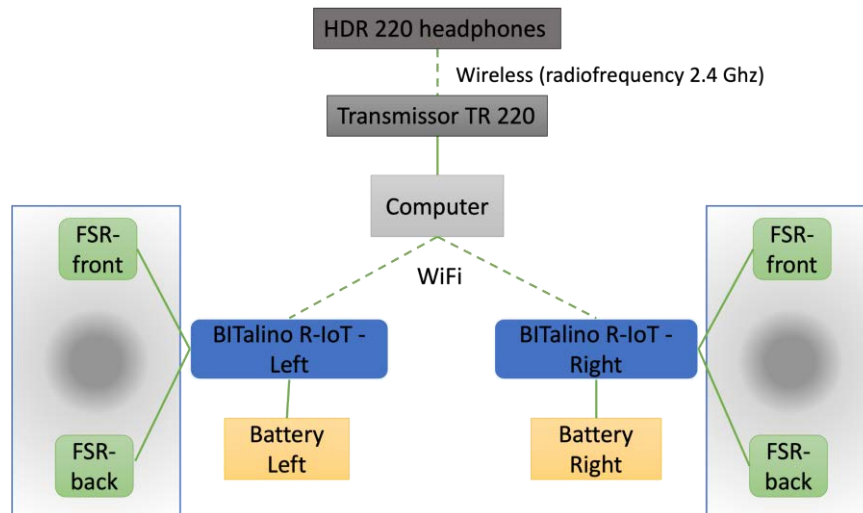 HDR 220 headphones
Wireless (radiofrequency 2.4 Ghz)
Transmissor TR 220
Computer
WiFi
FSR-
front
FSR-
front
BITalino R-IoT -
Left
BITalino R-IoT -
Right
Battery
Left
Battery
Right
FSR-
back
FSR-
back